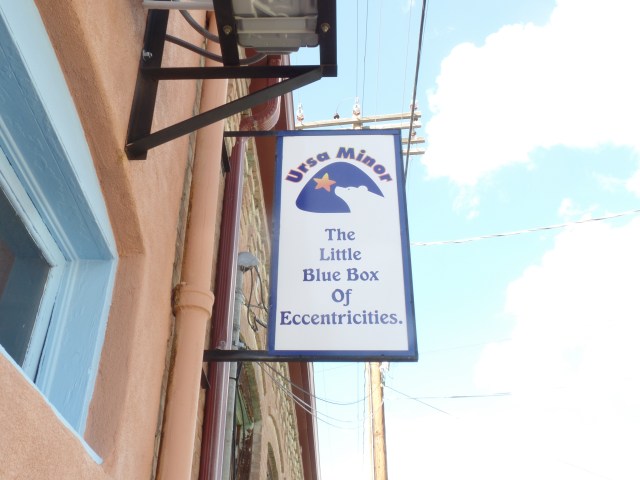 Ursa Minor
The
Little
Blue Box
Of
Eccentricities.